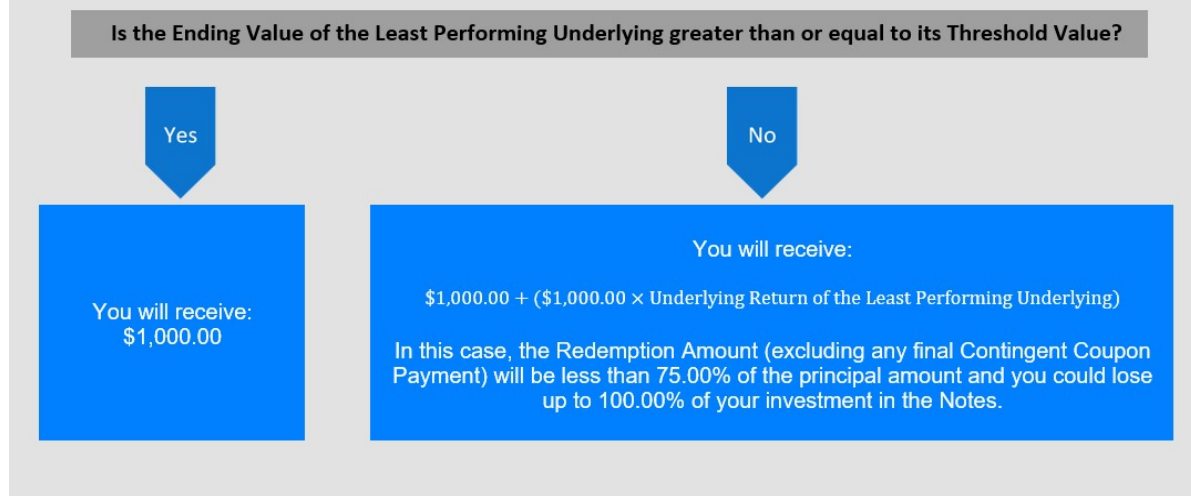 Is the Ending Value of the Least Performing Underlying greater than or equal to its Threshold Value?
Yes
No
You will receive:
$1,000.00
You will receive:
$1,000.00 + ($1,000.00 × Underlying Return of the Least Performing Underlying)
In this case, the Redemption Amount (excluding any final Contingent Coupon
Payment) will be less than 75.00% of the principal amount and you could lose
up to 100.00% of your investment in the Notes.